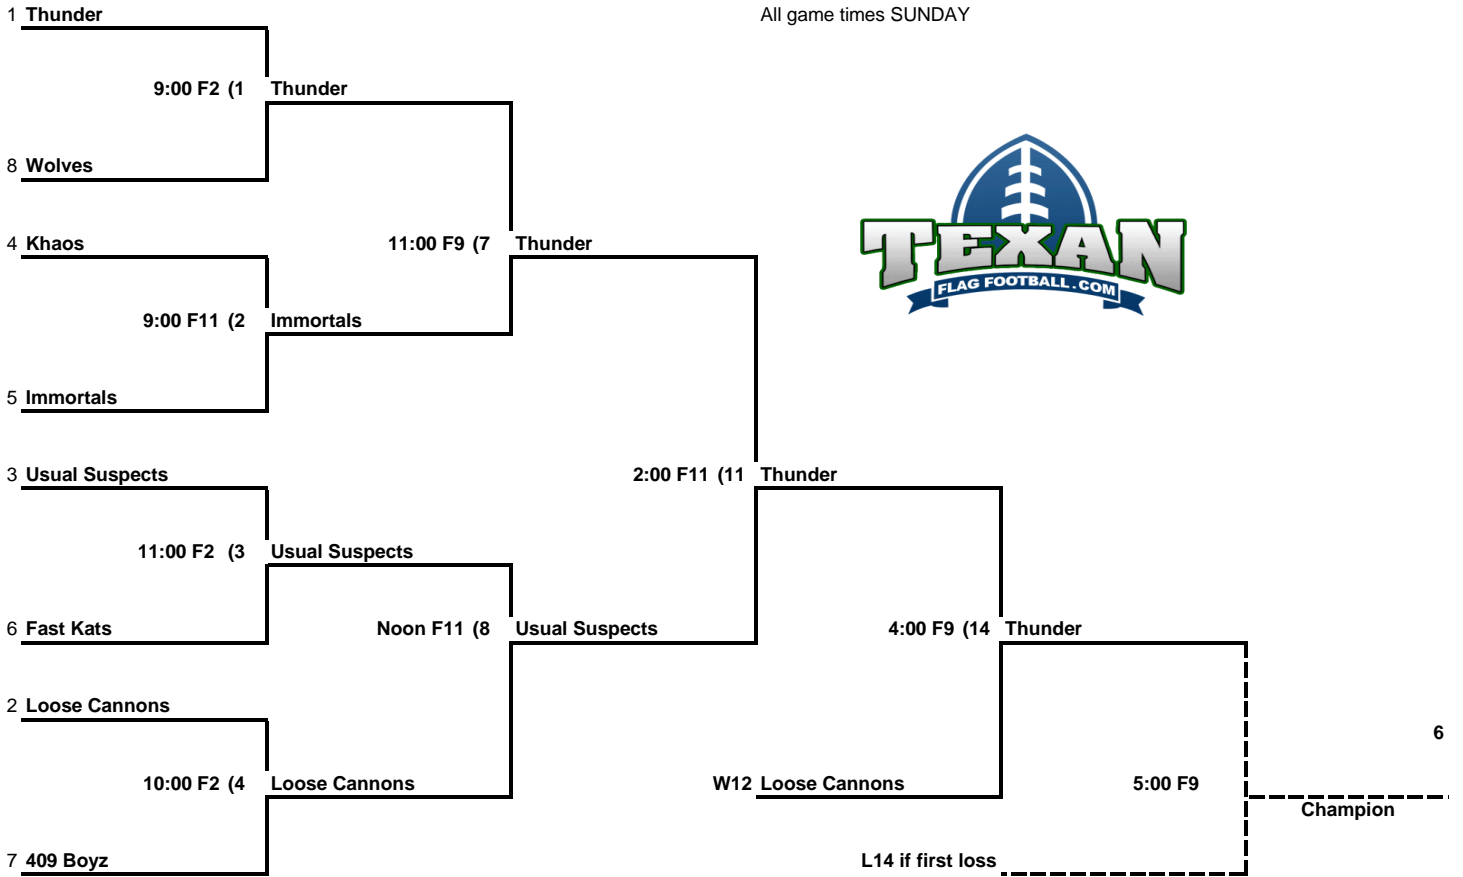 1 Thunder
All game times SUNDAY
9:00 F2 (1 Thunder
8 Wolves
4 Khaos
11:00 F9 (7 Thunder
TEXAN
FLAG FOOTBALL.COM
9:00 F11 (2 Immortals
5 Immortals
3 Usual Suspects
2:00 F11 (11 Thunder
11:00 F2 (3 Usual Suspects
6 Fast Kats
Noon F11 (8 Usual Suspects
4:00 F9 (14 Thunder
2 Loose Cannons
6
10:00 F2 (4 Loose Cannons
W12 Loose Cannons
5:00 F9
Champion
7 409 Boyz
L14 if first loss